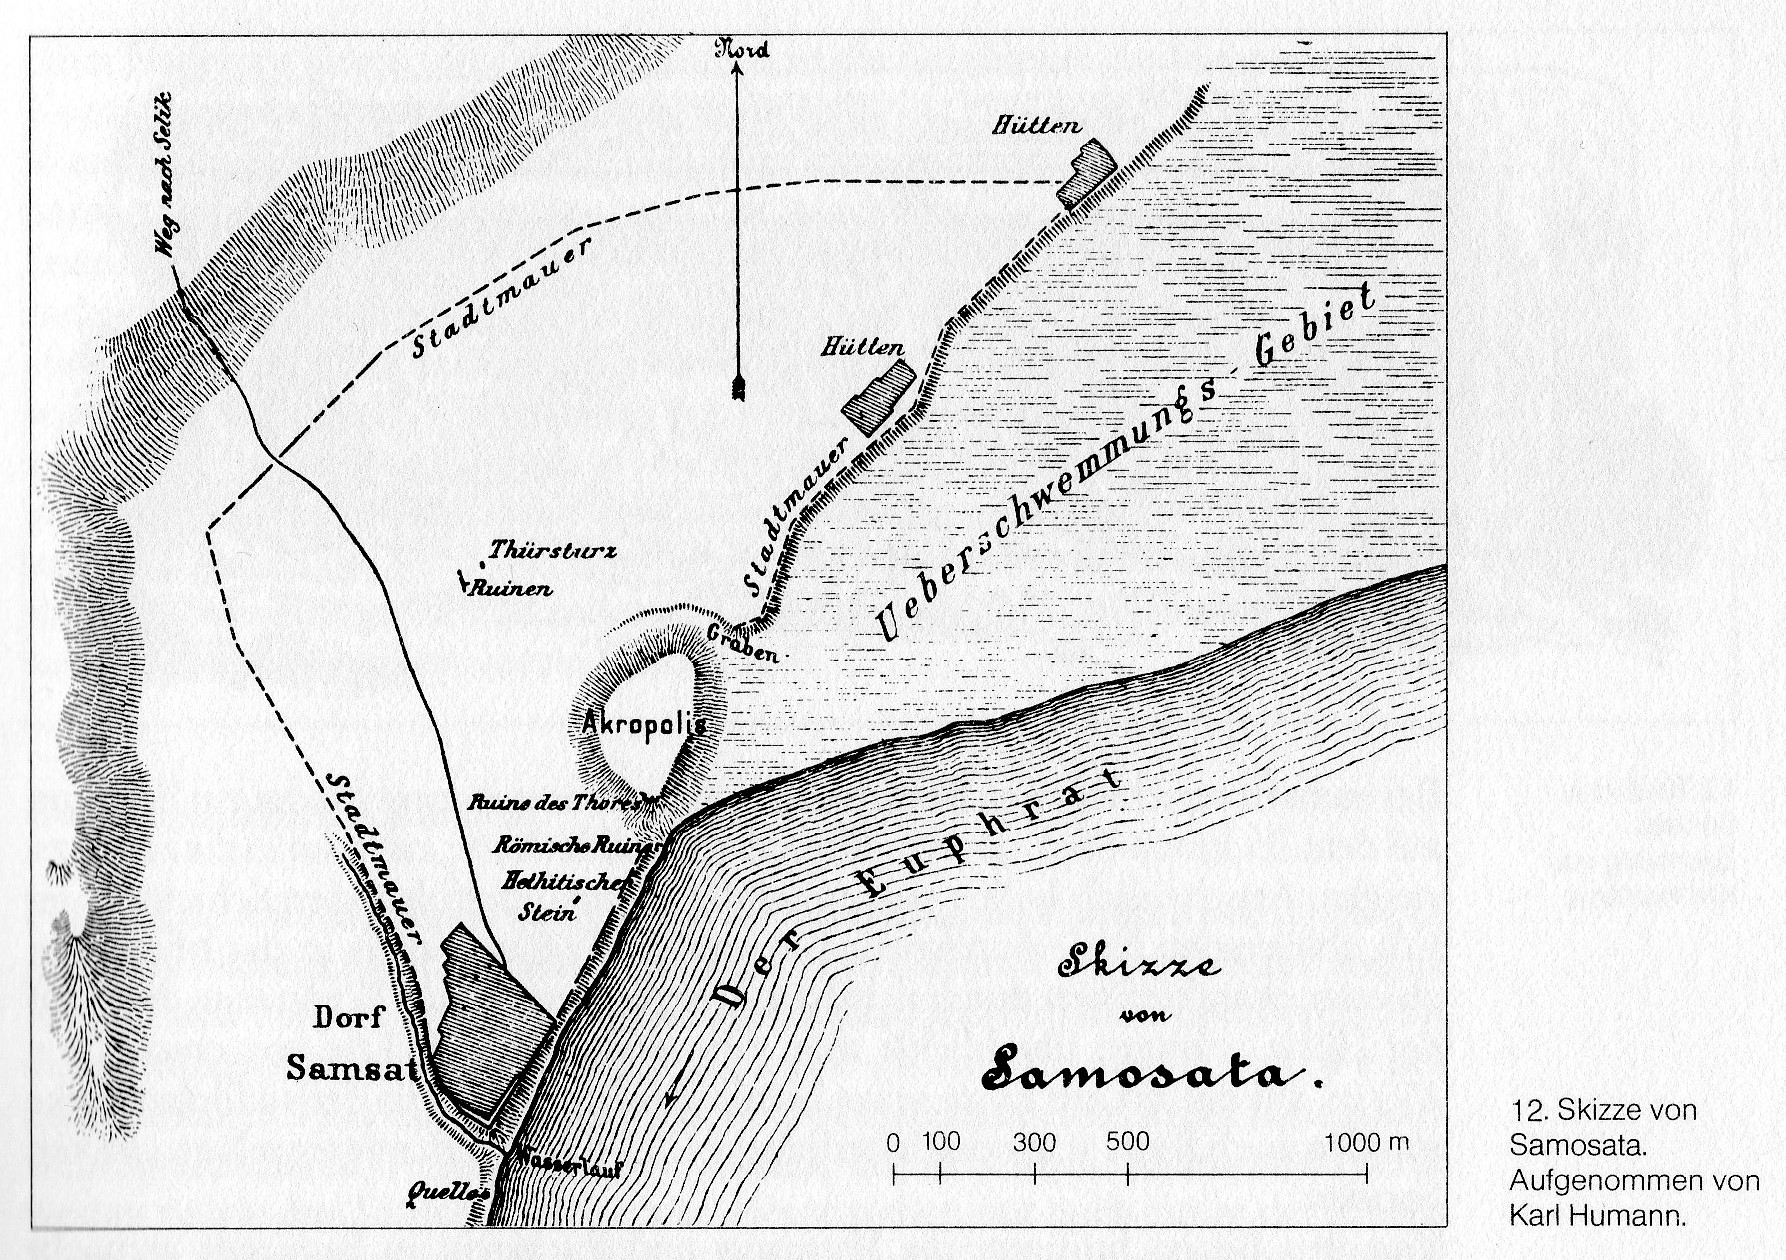 Nord
Weg nach Selik
Hütten
Stadtmauer
Hütten
Ueberschwemmungs-Gebiet
Stadtmauer
Thürsturz
Ruinen
Graben
Akropolis
Ruine des Thores
Römische Ruinen
Hethitischer
Stein
Stadtmauer
Der Euphrat
Dorf
Samsat
Wasserlauf
Quelle
Skizze
von
Samosata.
0 100 300 500 1000 m
12. Skizze von
Samosata.
Aufgenommen von
Karl Humann.